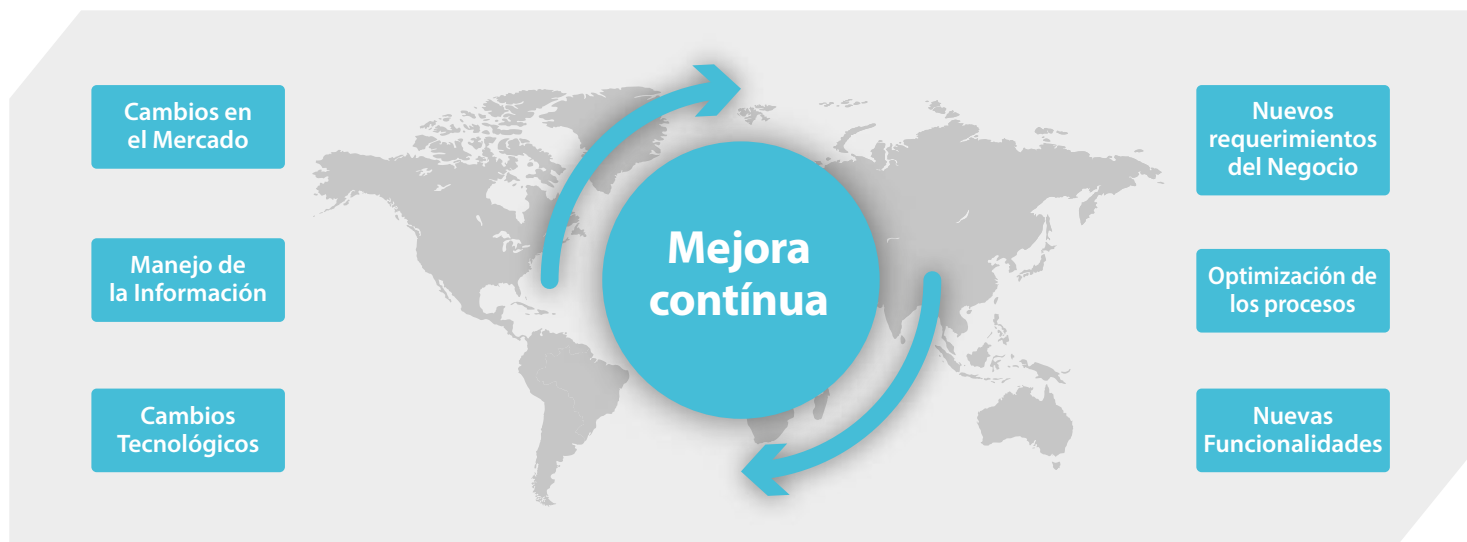 Cambios en
el Mercado
Manejo de
la Información
Cambios
Tecnológicos
Mejora
contínua
Nuevos
requerimientos
del Negocio
Optimización de
los procesos
Nuevas
Funcionalidades